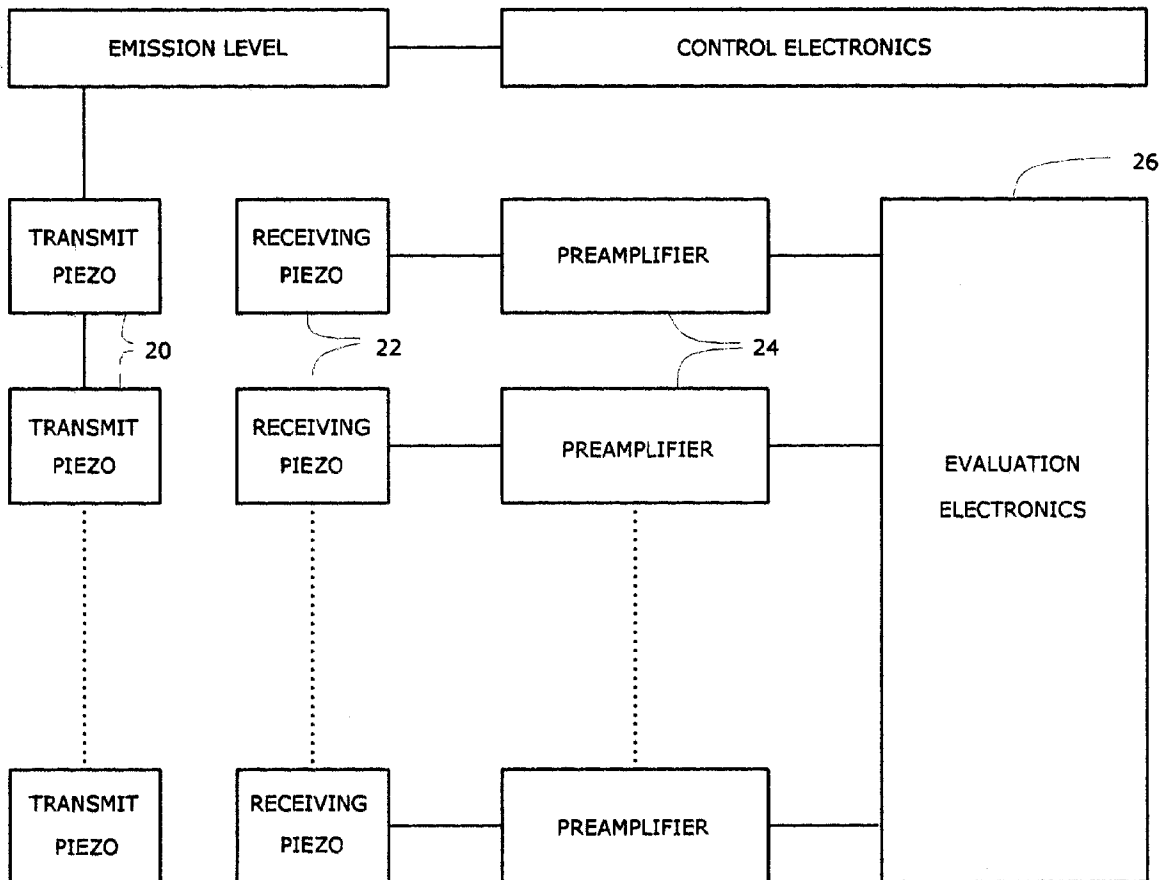 EMISSION LEVEL
CONTROL ELECTRONICS
26
TRANSMIT
PIEZO
RECEIVING
PIEZO
PREAMPLIFIER
20
22
24
TRANSMIT
PIEZO
RECEIVING
PIEZO
PREAMPLIFIER
EVALUATION
ELECTRONICS
TRANSMIT
PIEZO
RECEIVING
PIEZO
PREAMPLIFIER